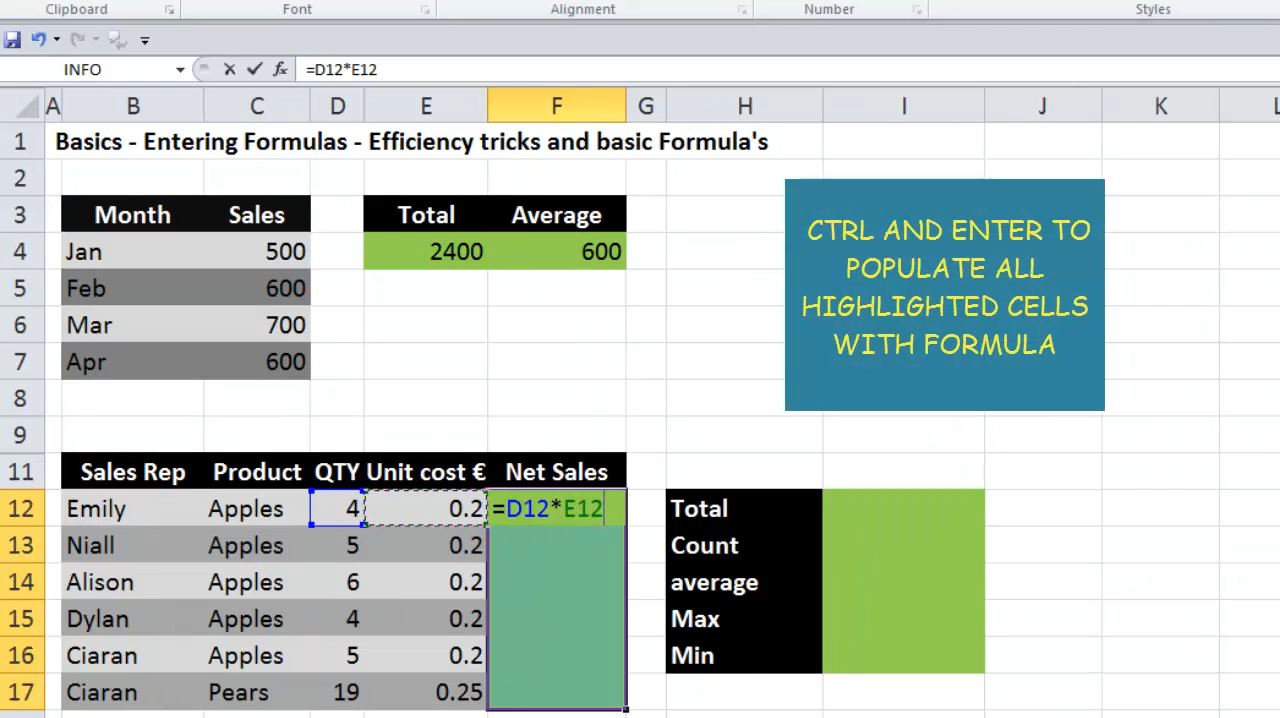 Clipboard Font Alignment Number Styles
INFO fx =D12*E12
A B C D E F G H I J K L
1 Basics - Entering Formulas - Efficiency tricks and basic Formula's
2
3 Month Sales Total Average
4 Jan 500 2400 600
5 Feb 600
6 Mar 700
7 Apr 600
8
9
CTRL AND ENTER TO
POPULATE ALL
HIGHLIGHTED CELLS
WITH FORMULA
11 Sales Rep Product QTY Unit cost € Net Sales
12 Emily Apples 4 0.2 =D12*E12 Total
13 Niall Apples 5 0.2 Count
14 Alison Apples 6 0.2 average
15 Dylan Apples 4 0.2 Max
16 Ciaran Apples 5 0.2 Min
17 Ciaran Pears 19 0.25